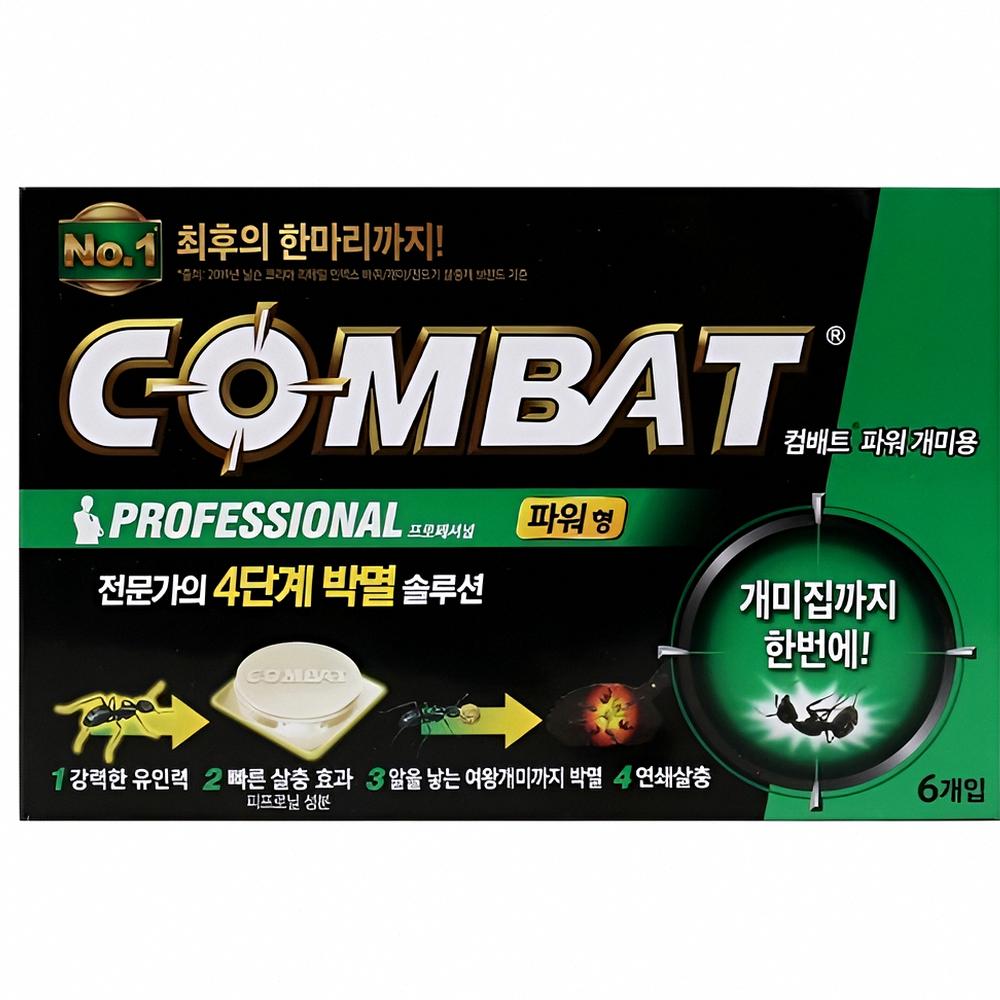 No.1
최후의 한마리까지!
COMBAT®
컴배트® 파워 개미용
PROFESSIONAL 프로페셔널
파워형
전문가의 4단계 박멸 솔루션
개미집까지
한번에!
COMBAT
1 강력한 유인력
2 빠른 살충 효과
피프로닐 성분
3 알을 낳는 여왕개미까지 박멸
4 연쇄살충
6개입